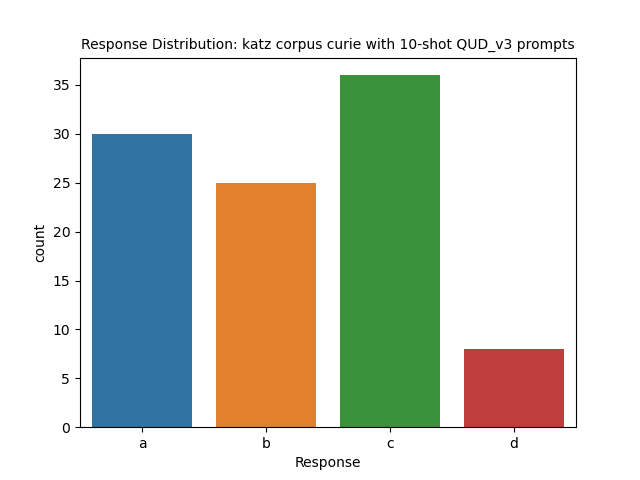 Response Distribution: katz corpus curie with 10-shot QUD_v3 prompts
35
30
25
20
15
10
5
0
count
a b c d
Response